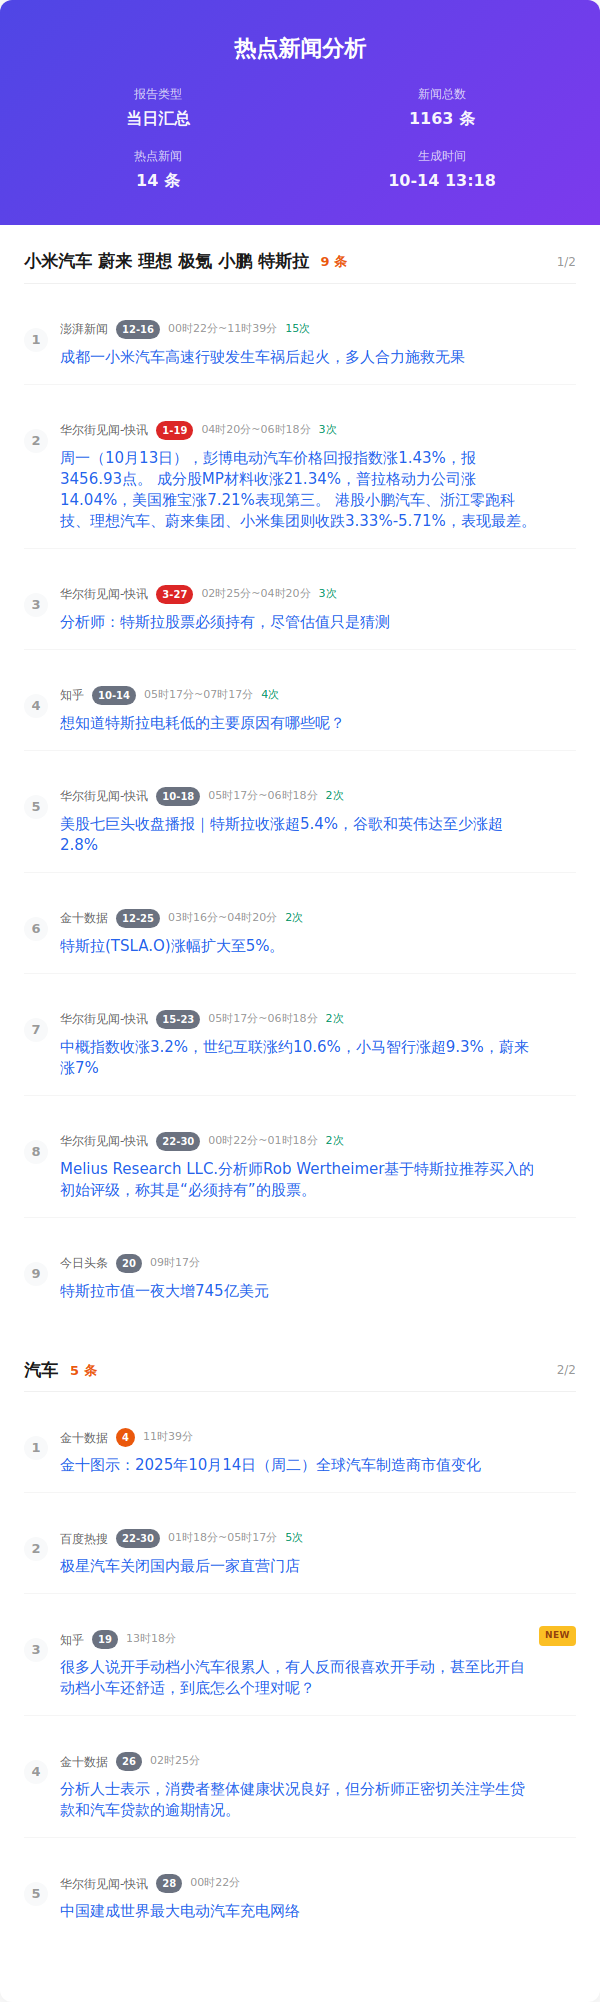 热点新闻分析
报告类型
新闻总数
当日汇总
1163 条
热点新闻
生成时间
14 条
10-14 13:18
小米汽车 蔚来 理想 极氪 小鹏 特斯拉 9 条 1/2
1
澎湃新闻 12-16 00时22分~11时39分 15次
成都一小米汽车高速行驶发生车祸后起火，多人合力施救无果
2
华尔街见闻-快讯 1-19 04时20分~06时18分 3次
周一（10月13日），彭博电动汽车价格回报指数涨1.43%，报
3456.93点。 成分股MP材料收涨21.34%，普拉格动力公司涨
14.04%，美国雅宝涨7.21%表现第三。 港股小鹏汽车、浙江零跑科
技、理想汽车、蔚来集团、小米集团则收跌3.33%-5.71%，表现最差。
3
华尔街见闻-快讯 3-27 02时25分~04时20分 3次
分析师：特斯拉股票必须持有，尽管估值只是猜测
4
知乎 10-14 05时17分~07时17分 4次
想知道特斯拉电耗低的主要原因有哪些呢？
5
华尔街见闻-快讯 10-18 05时17分~06时18分 2次
美股七巨头收盘播报｜特斯拉收涨超5.4%，谷歌和英伟达至少涨超
2.8%
6
金十数据 12-25 03时16分~04时20分 2次
特斯拉(TSLA.O)涨幅扩大至5%。
7
华尔街见闻-快讯 15-23 05时17分~06时18分 2次
中概指数收涨3.2%，世纪互联涨约10.6%，小马智行涨超9.3%，蔚来
涨7%
8
华尔街见闻-快讯 22-30 00时22分~01时18分 2次
Melius Research LLC.分析师Rob Wertheimer基于特斯拉推荐买入的
初始评级，称其是“必须持有”的股票。
9
今日头条 20 09时17分
特斯拉市值一夜大增745亿美元
汽车 5 条 2/2
1
金十数据 4 11时39分
金十图示：2025年10月14日（周二）全球汽车制造商市值变化
2
百度热搜 22-30 01时18分~05时17分 5次
极星汽车关闭国内最后一家直营门店
3
知乎 19 13时18分 NEW
很多人说开手动档小汽车很累人，有人反而很喜欢开手动，甚至比开自
动档小车还舒适，到底怎么个理对呢？
4
金十数据 26 02时25分
分析人士表示，消费者整体健康状况良好，但分析师正密切关注学生贷
款和汽车贷款的逾期情况。
5
华尔街见闻-快讯 28 00时22分
中国建成世界最大电动汽车充电网络